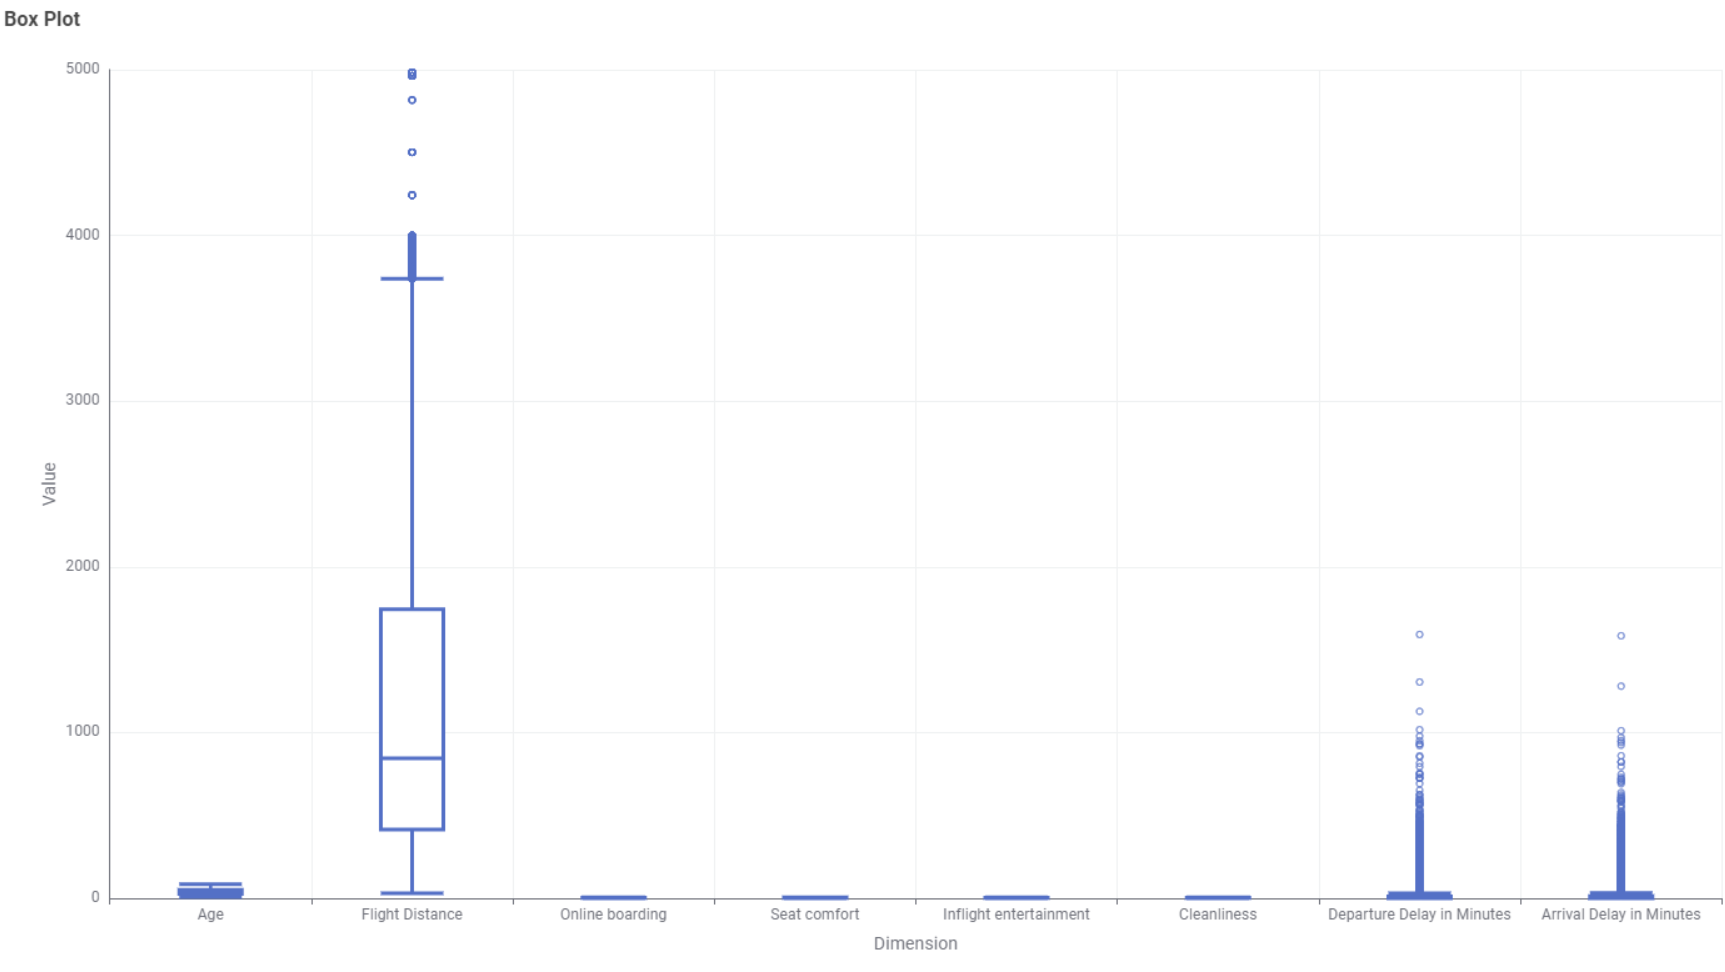 Box Plot
5000
4000
3000
2000
1000
0
Value
Age Flight Distance Online boarding Seat comfort Inflight entertainment Cleanliness Departure Delay in Minutes Arrival Delay in Minutes
Dimension